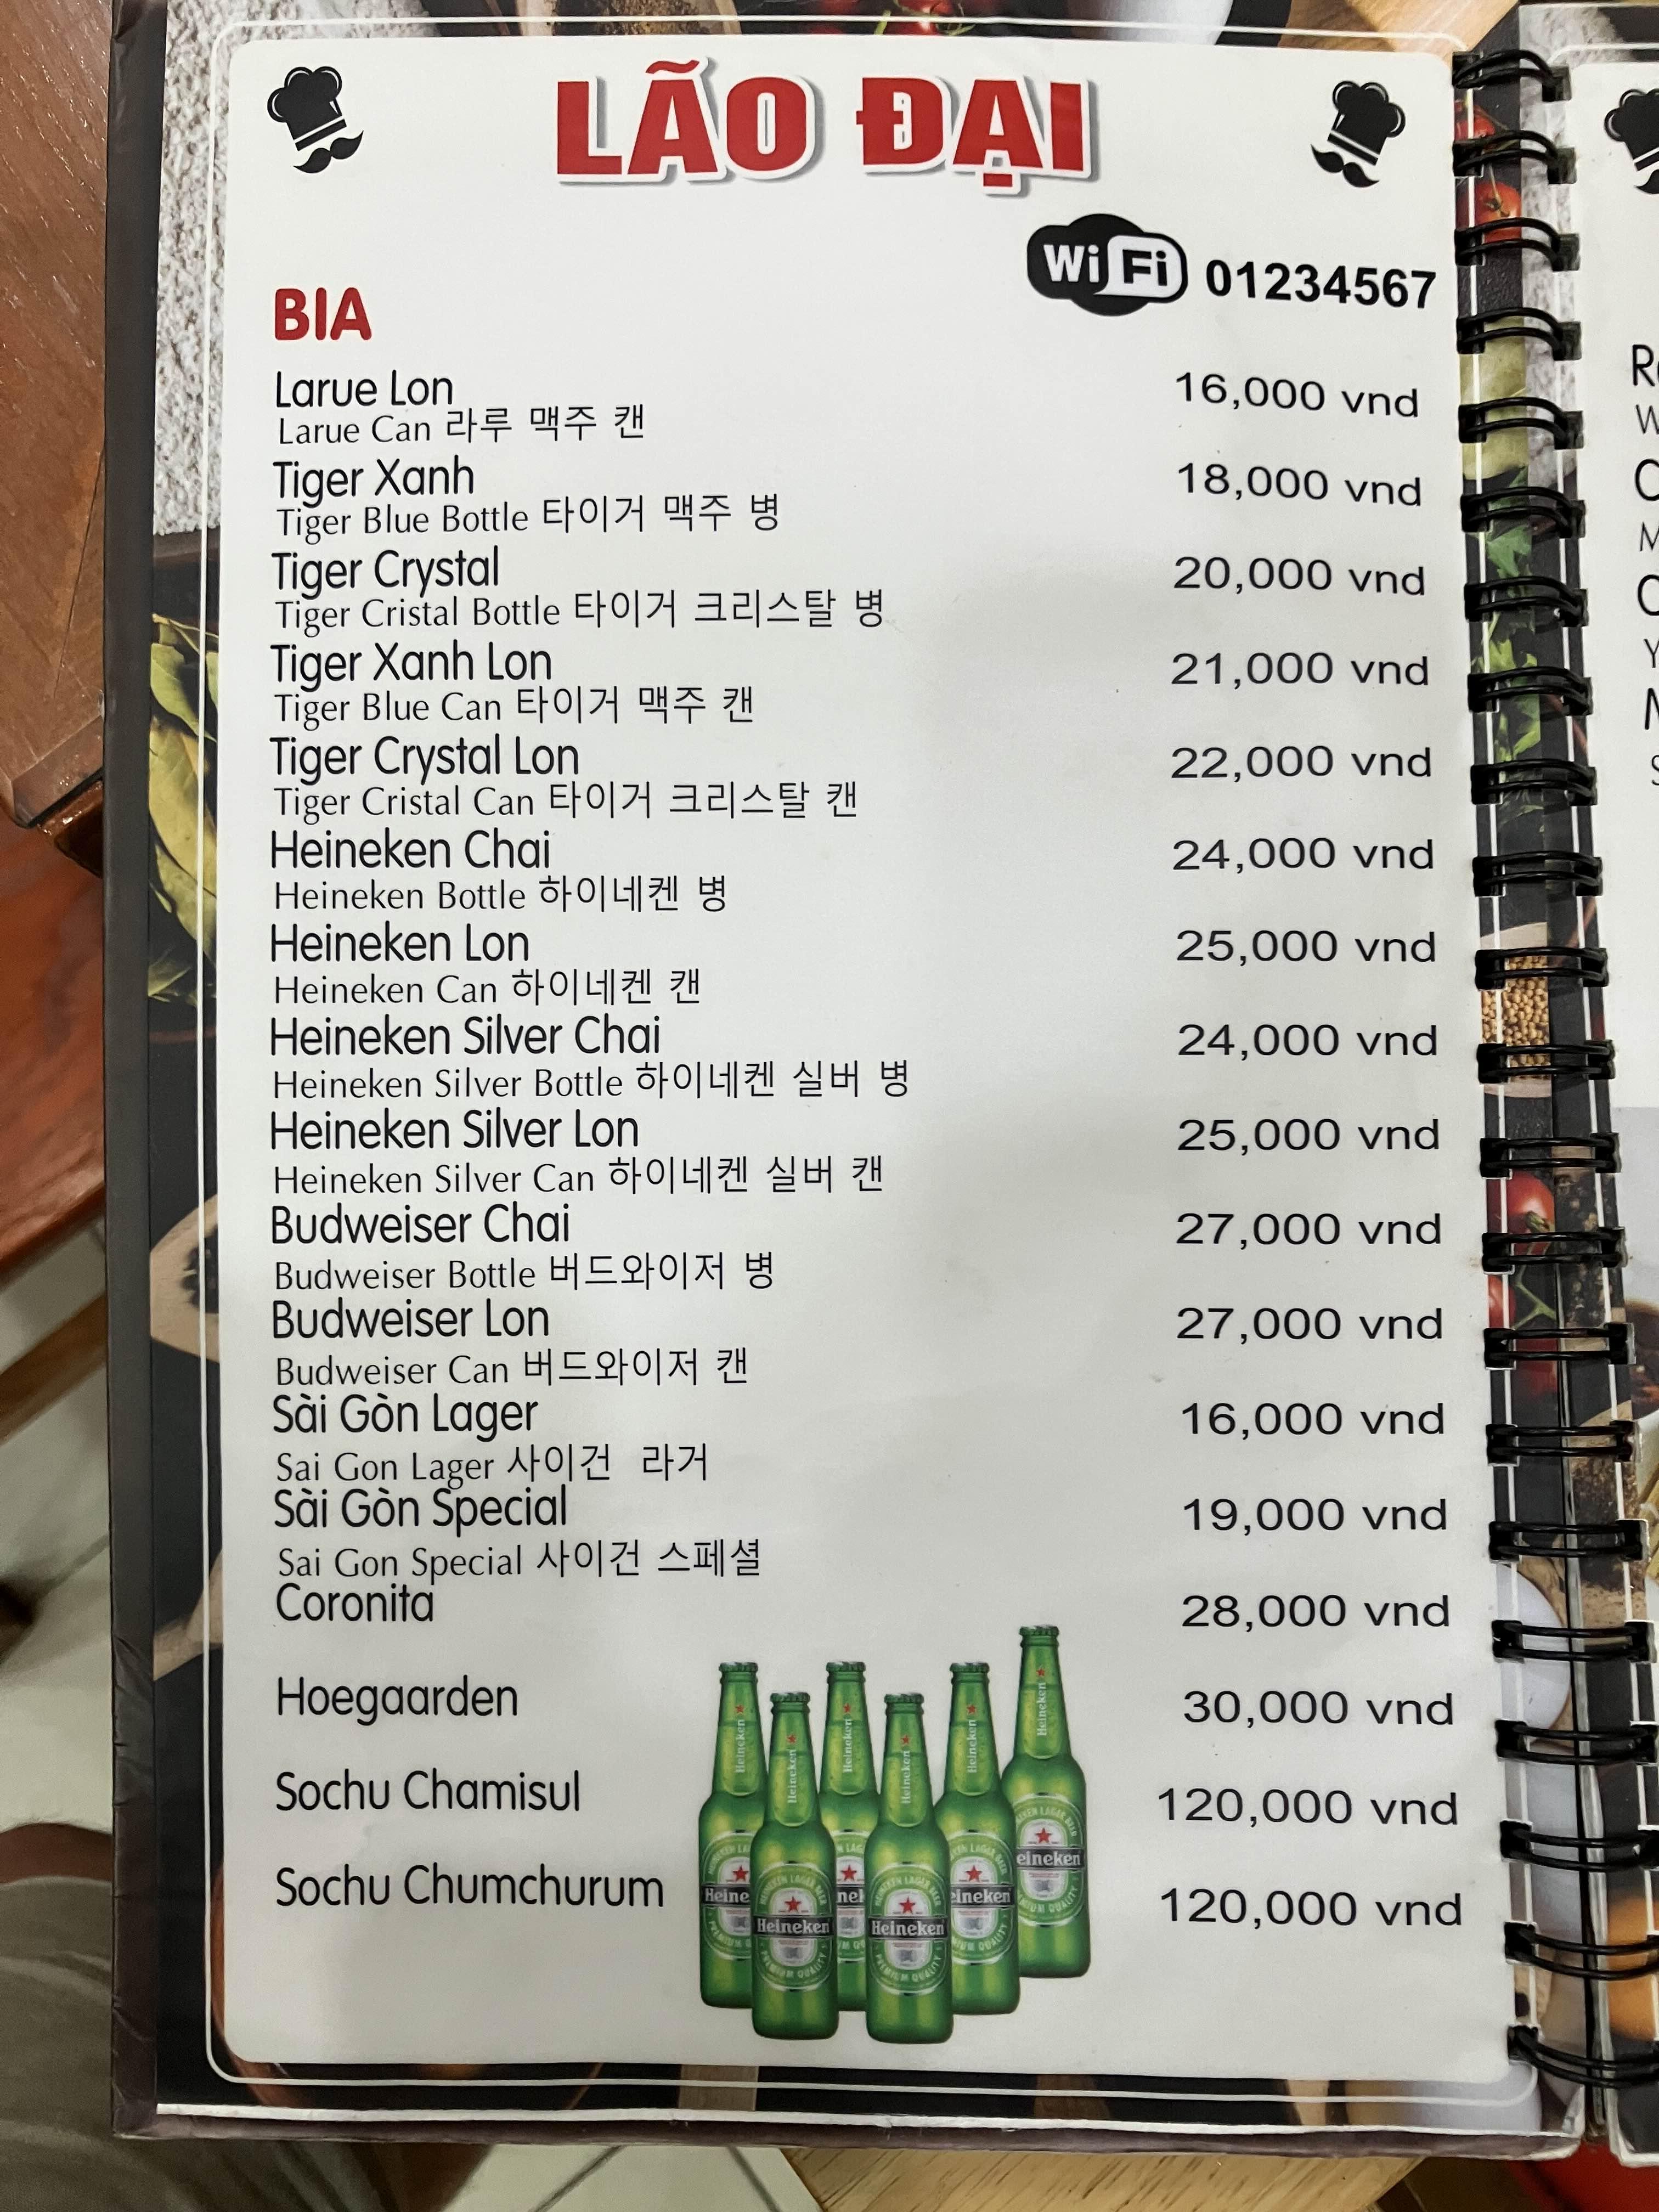 LÃO ĐẠI
WiFi 01234567
BIA
Larue Lon 16,000 vnd
Larue Can 라루 맥주 캔
Tiger Xanh 18,000 vnd
Tiger Blue Bottle 타이거 맥주 병
Tiger Crystal 20,000 vnd
Tiger Cristal Bottle 타이거 크리스탈 병
Tiger Xanh Lon 21,000 vnd
Tiger Blue Can 타이거 맥주 캔
Tiger Crystal Lon 22,000 vnd
Tiger Cristal Can 타이거 크리스탈 캔
Heineken Chai 24,000 vnd
Heineken Bottle 하이네켄 병
Heineken Lon 25,000 vnd
Heineken Can 하이네켄 캔
Heineken Silver Chai 24,000 vnd
Heineken Silver Bottle 하이네켄 실버 병
Heineken Silver Lon 25,000 vnd
Heineken Silver Can 하이네켄 실버 캔
Budweiser Chai 27,000 vnd
Budweiser Bottle 버드와이저 병
Budweiser Lon 27,000 vnd
Budweiser Can 버드와이저 캔
Sài Gòn Lager 16,000 vnd
Sai Gon Lager 사이건 라거
Sài Gòn Special 19,000 vnd
Sai Gon Special 사이건 스페셜
Coronita 28,000 vnd
Hoegaarden 30,000 vnd
Sochu Chamisul 120,000 vnd
Sochu Chumchurum 120,000 vnd
Heineken
Heineken
Heineken
Heineken
Heineken
Heineken
Heineken
Heineken